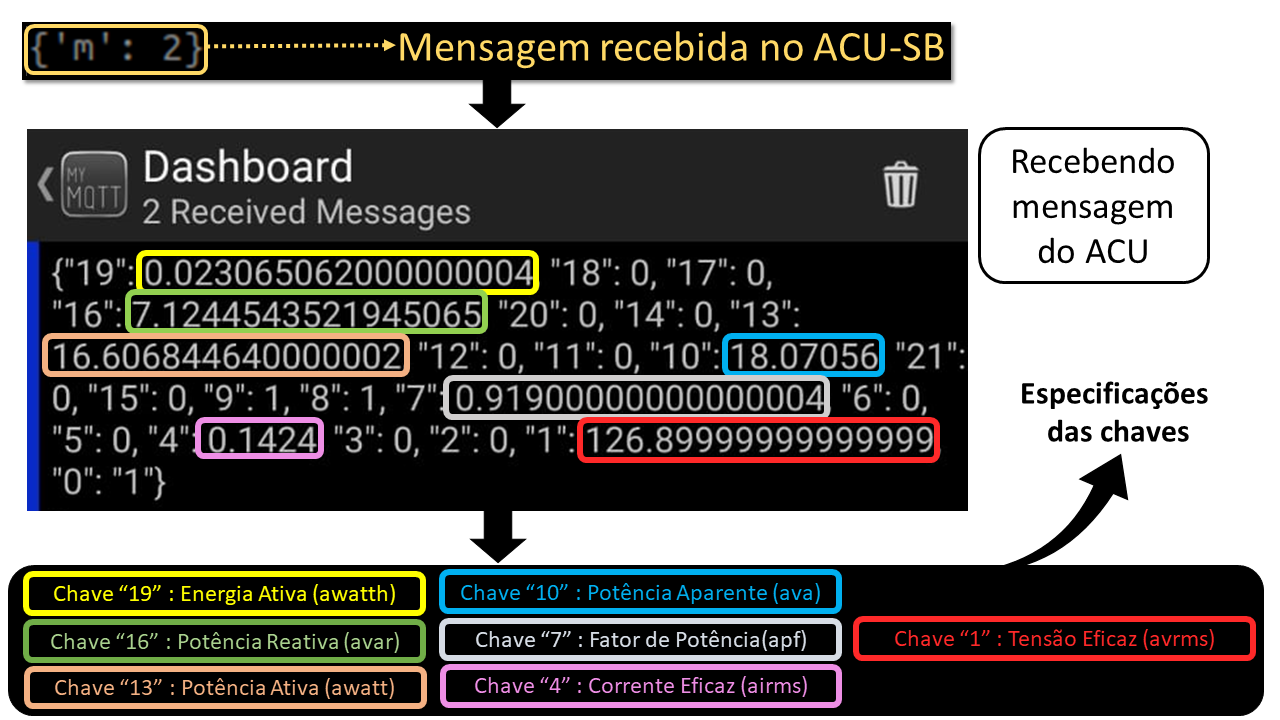 {'m': 2}
Mensagem recebida no ACU-SB
MY
MQTT
Dashboard
2 Received Messages
Recebendo
mensagem
do ACU
{"19": 0.023065062000000004 "18": 0, "17": 0,
"16": 7.1244543521945065 "20": 0, "14": 0, "13":
16.606844640000002 "12": 0, "11": 0, "10": 18.07056 "21":
0, "15": 0, "9": 1, "8": 1, "7": 0.91900000000000004 "6": 0,
"5": 0, "4": 0.1424 "3": 0, "2": 0, "1": 126.89999999999999,
"0": "1"}
Especificações
das chaves
Chave “19” : Energia Ativa (awatth)
Chave “16” : Potência Reativa (avar)
Chave “13” : Potência Ativa (awatt)
Chave “10” : Potência Aparente (ava)
Chave “7” : Fator de Potência(apf)
Chave “4” : Corrente Eficaz (airms)
Chave “1” : Tensão Eficaz (avrms)